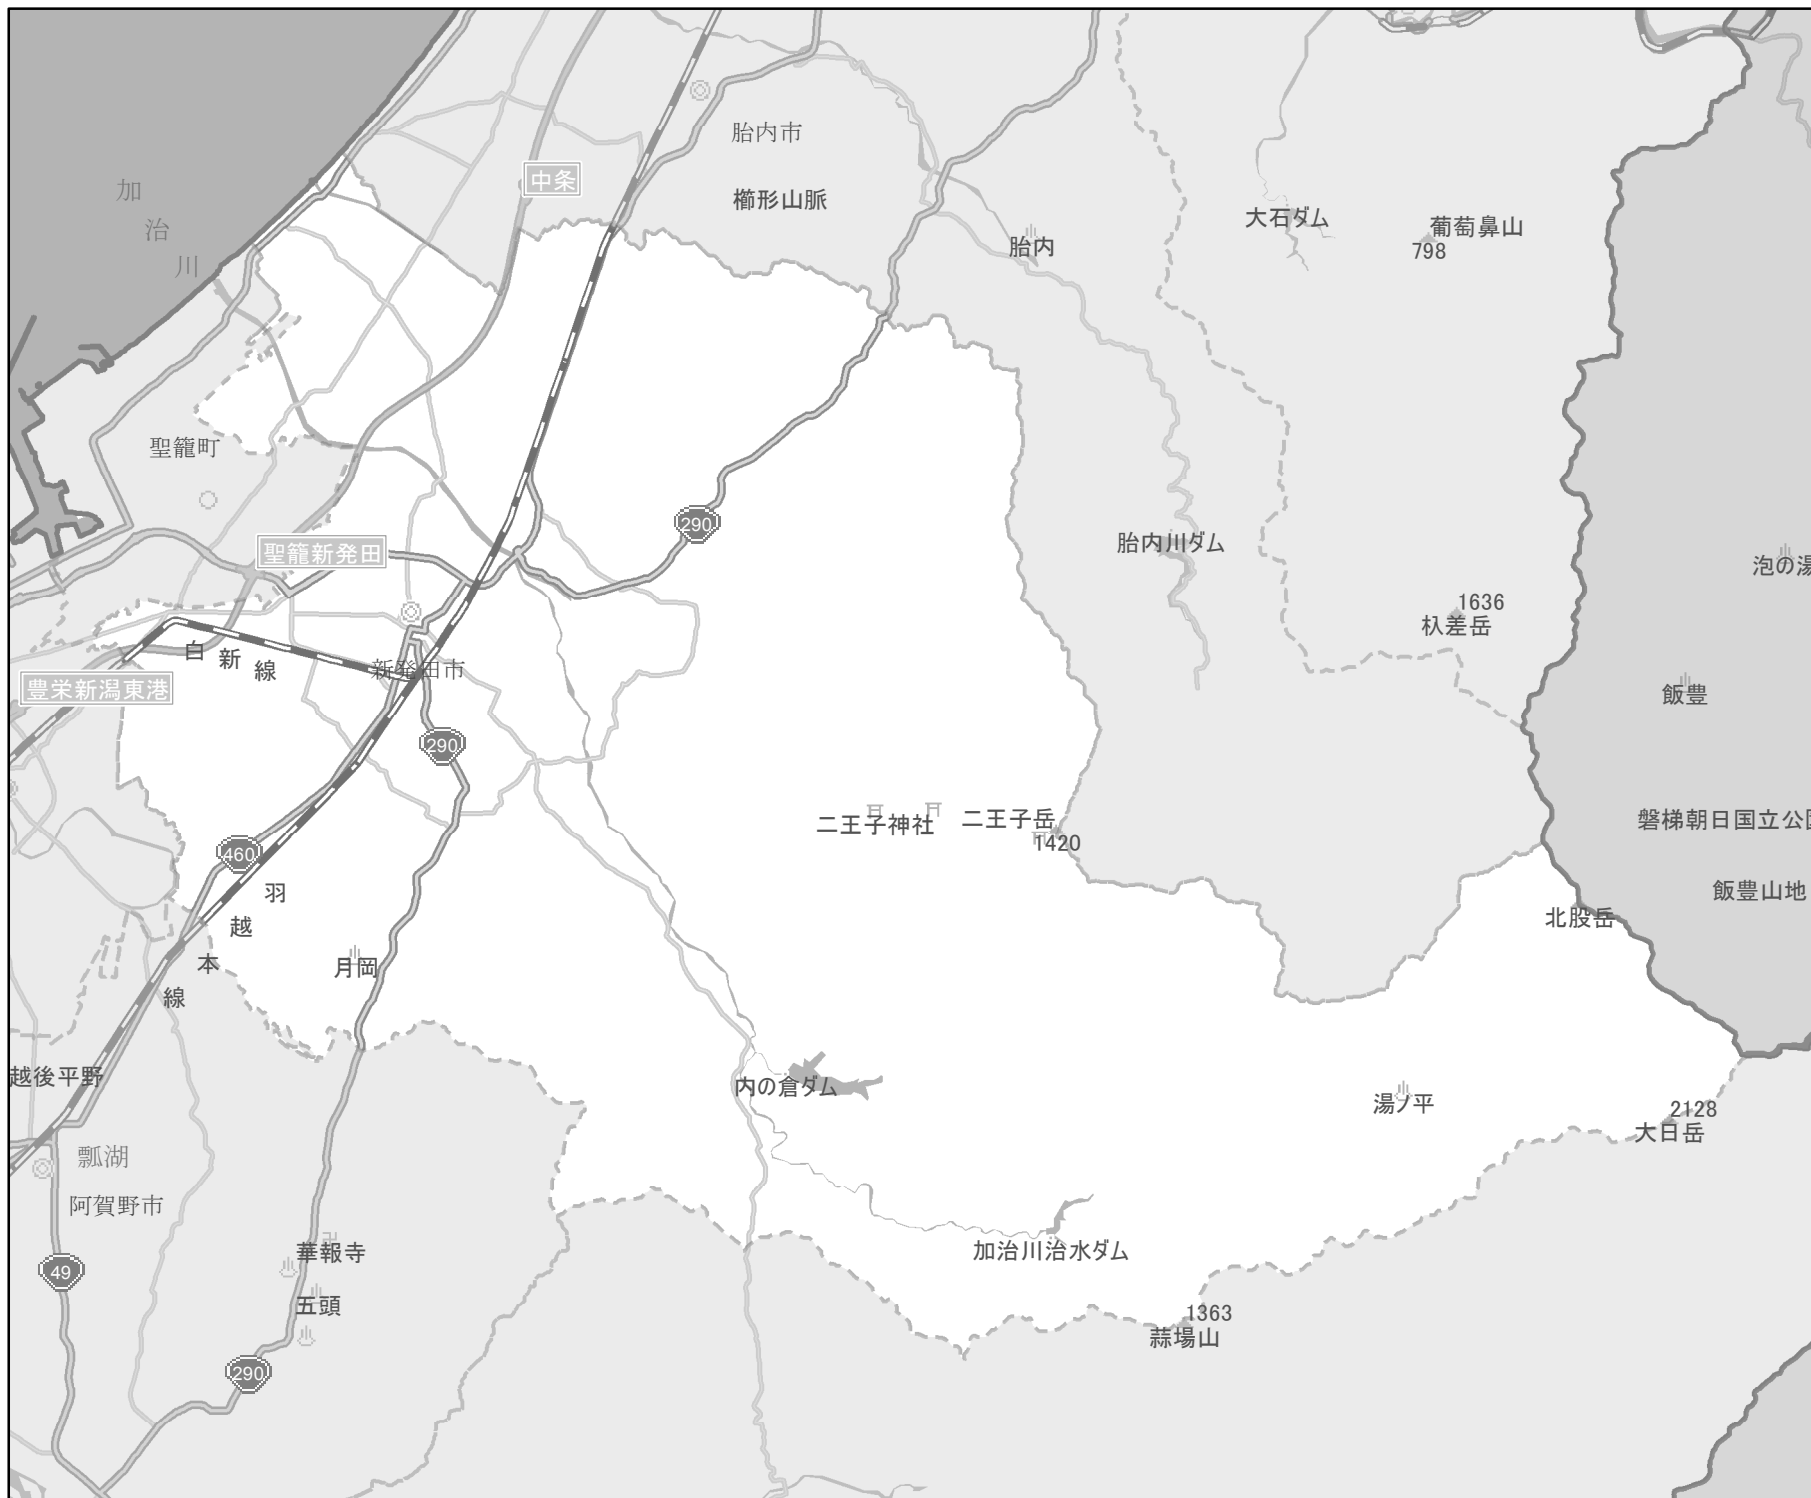 胎内市
中条
加治川
櫛形山脈
大石ダム
葡萄鼻山
798
胎内
聖籠町
290
胎内川ダム
聖籠新発田
泡の湯
1636
杁差岳
白新線
新発田市
豊栄新潟東港
飯豊
290
二王子神社
二王子岳
1420
磐梯朝日国立公園
460
羽越本線
飯豊山地
北股岳
月岡
越後平野
内の倉ダム
湯ノ平
2128
大日岳
瓢湖
阿賀野市
華報寺
加治川治水ダム
49
五頭
1363
蒜場山
290